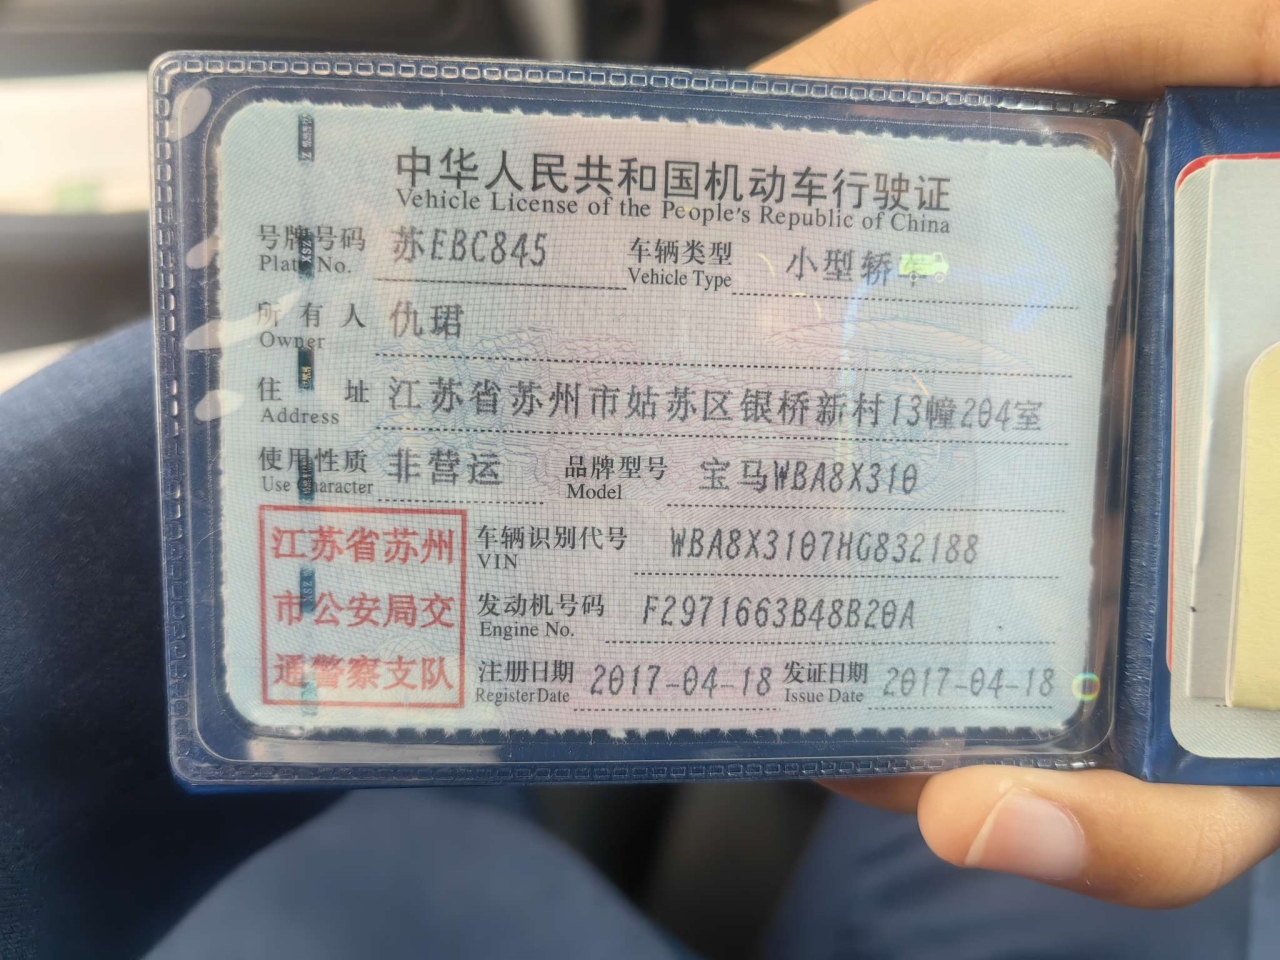 中华人民共和国机动车行驶证
Vehicle License of the People's Republic of China
号牌号码 苏EBC845 车辆类型 小型轿车
Plate No. Vehicle Type
所有人 仇珺
Owner
住址 江苏省苏州市姑苏区银桥新村13幢204室
Address
使用性质 非营运 品牌型号 宝马WBA8X310
Use Character Model
江苏省苏州
市公安局交
通警察支队
车辆识别代号 WBA8X3107HG832188
VIN
发动机号码 F2971663B48B20A
Engine No.
注册日期 2017-04-18 发证日期 2017-04-18
Register Date Issue Date